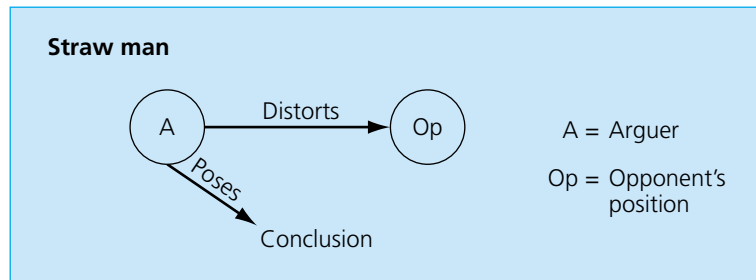 Straw man
Distorts
A
Op
A = Arguer
Poses
Op = Opponent's
position
Conclusion